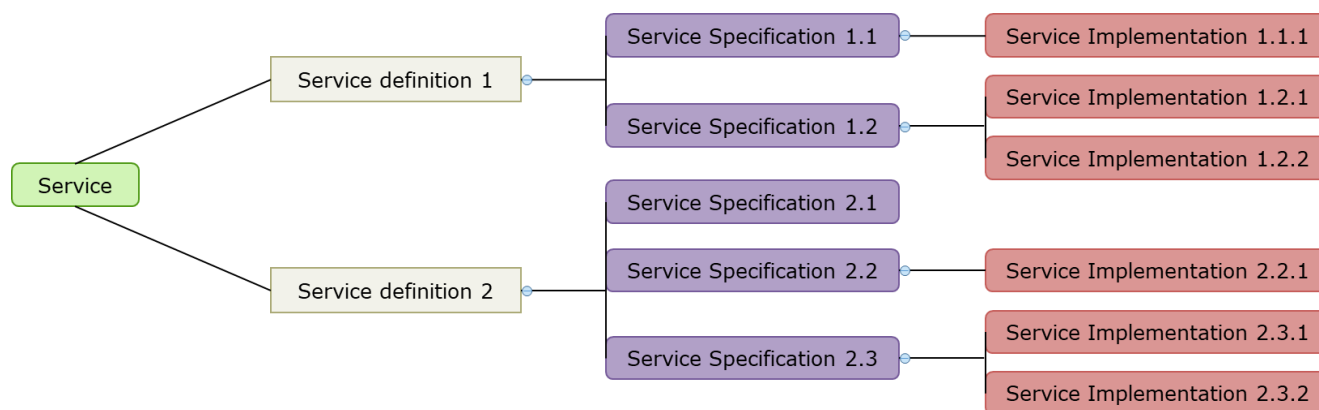 Service
Service definition 1
Service Specification 1.1
Service Implementation 1.1.1
Service Specification 1.2
Service Implementation 1.2.1
Service Implementation 1.2.2
Service definition 2
Service Specification 2.1
Service Specification 2.2
Service Implementation 2.2.1
Service Specification 2.3
Service Implementation 2.3.1
Service Implementation 2.3.2